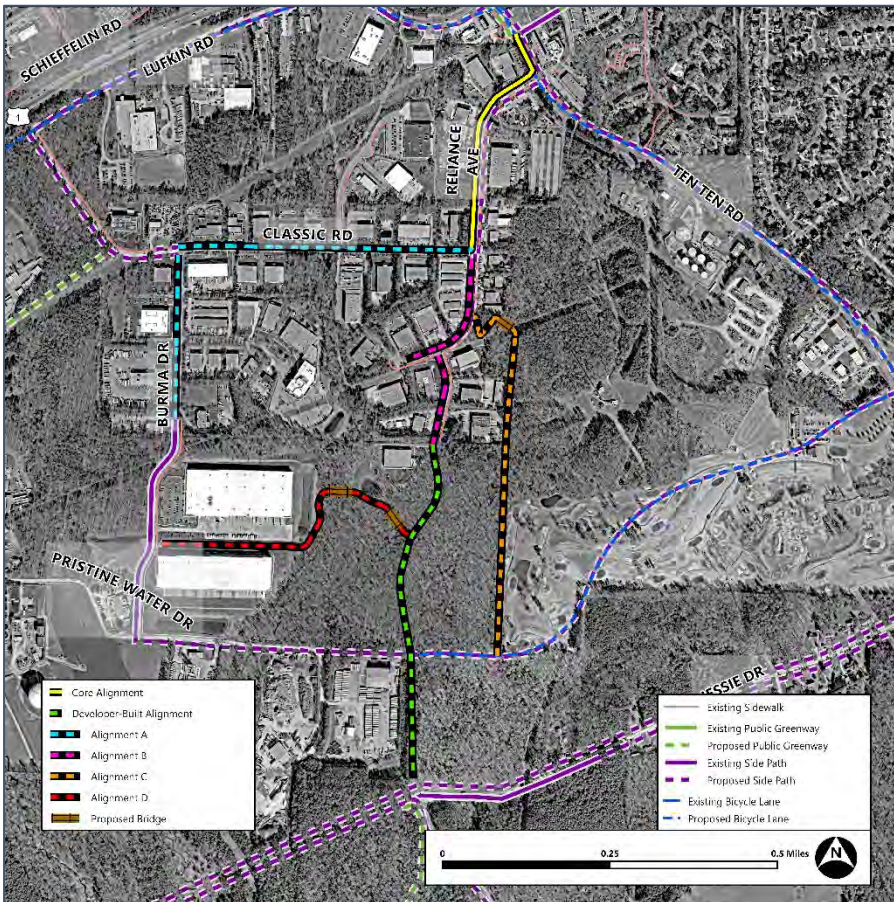 SCHIEFFELIN RD
LUFKIN RD
1
RELIANCE
AVE
TEN TEN RD
CLASSIC RD
BURMA DR
PRISTINE WATER DR
JESSIE DR
Core Alignment
Developer-Built Alignment
Alignment A
Alignment B
Alignment C
Alignment D
Proposed Bridge
Existing Sidewalk
Existing Public Greenway
Proposed Public Greenway
Existing Side Path
Proposed Side Path
Existing Bicycle Lane
Proposed Bicycle Lane
0 0.25 0.5 Miles
N